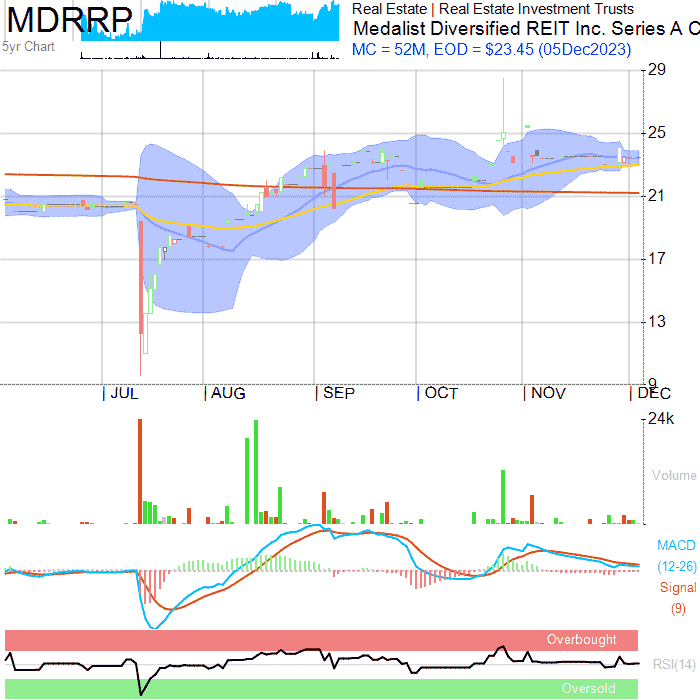 MDRRP
Real Estate | Real Estate Investment Trusts
Medalist Diversified REIT Inc. Series A C
5yr Chart
MC = 52M, EOD = $23.45 (05Dec2023)
29
25
21
17
13
9
JUL
AUG
SEP
OCT
NOV
DEC
24k
Volume
MACD
(12-26)
Signal
(9)
Overbought
RSI(14)
Oversold